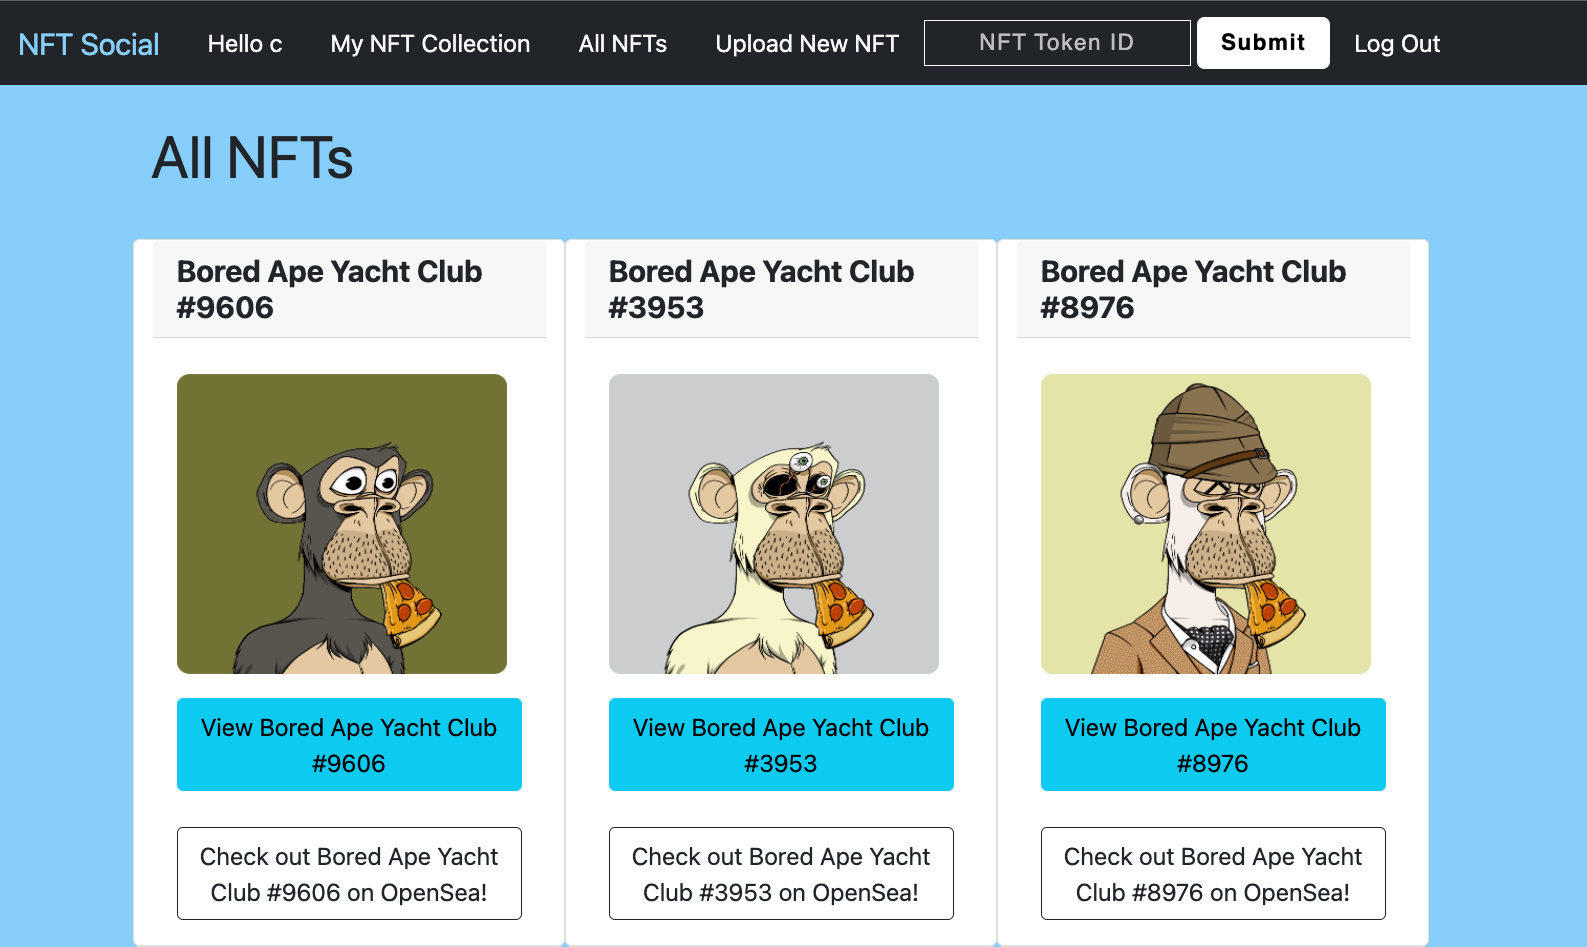 NFT Social Hello c My NFT Collection All NFTs Upload New NFT NFT Token ID Submit Log Out
All NFTs
Bored Ape Yacht Club
#9606
Bored Ape Yacht Club
#3953
Bored Ape Yacht Club
#8976
View Bored Ape Yacht Club
#9606
View Bored Ape Yacht Club
#3953
View Bored Ape Yacht Club
#8976
Check out Bored Ape Yacht
Club #9606 on OpenSea!
Check out Bored Ape Yacht
Club #3953 on OpenSea!
Check out Bored Ape Yacht
Club #8976 on OpenSea!